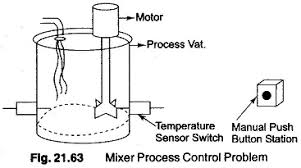 Motor
Process Vat.
Temperature
Sensor Switch
Manual Push
Button Station
Fig. 21.63 Mixer Process Control Problem